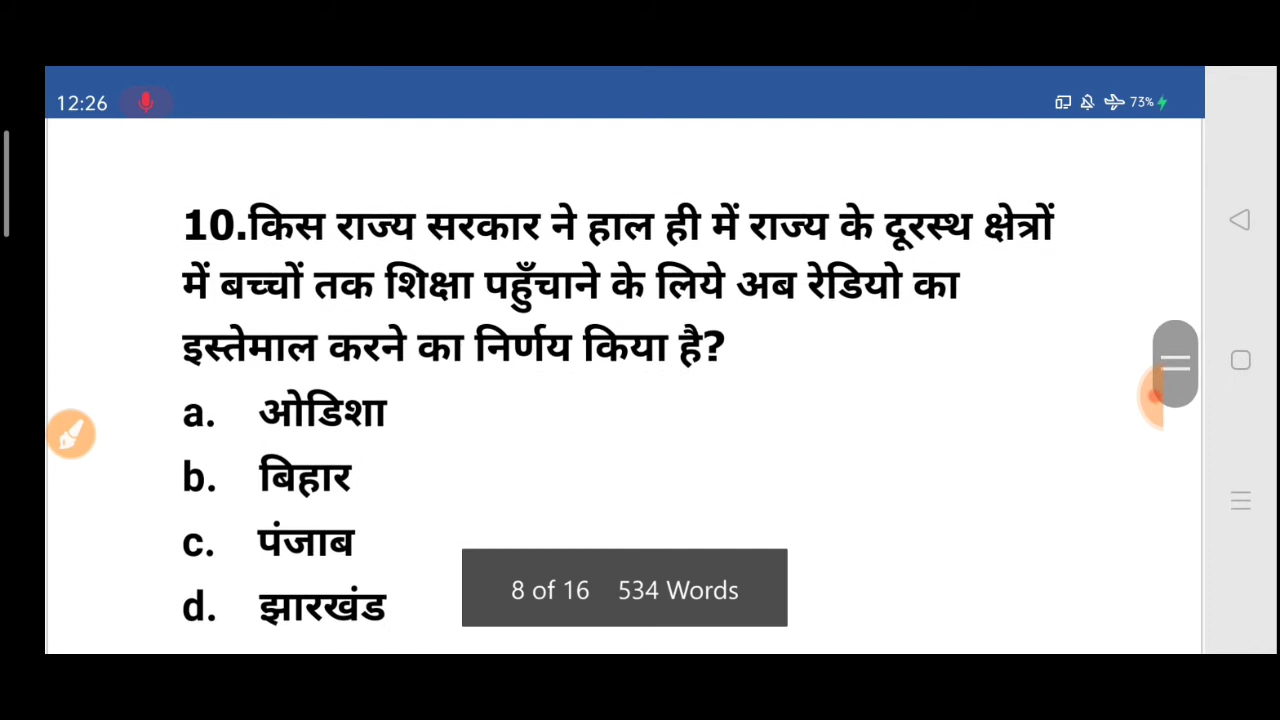 12:26
73%
10.किस राज्य सरकार ने हाल ही में राज्य के दूरस्थ क्षेत्रों
में बच्चों तक शिक्षा पहुँचाने के लिये अब रेडियो का
इस्तेमाल करने का निर्णय किया है?
a. ओडिशा
b. बिहार
c. पंजाब
d. झारखंड
8 of 16 534 Words